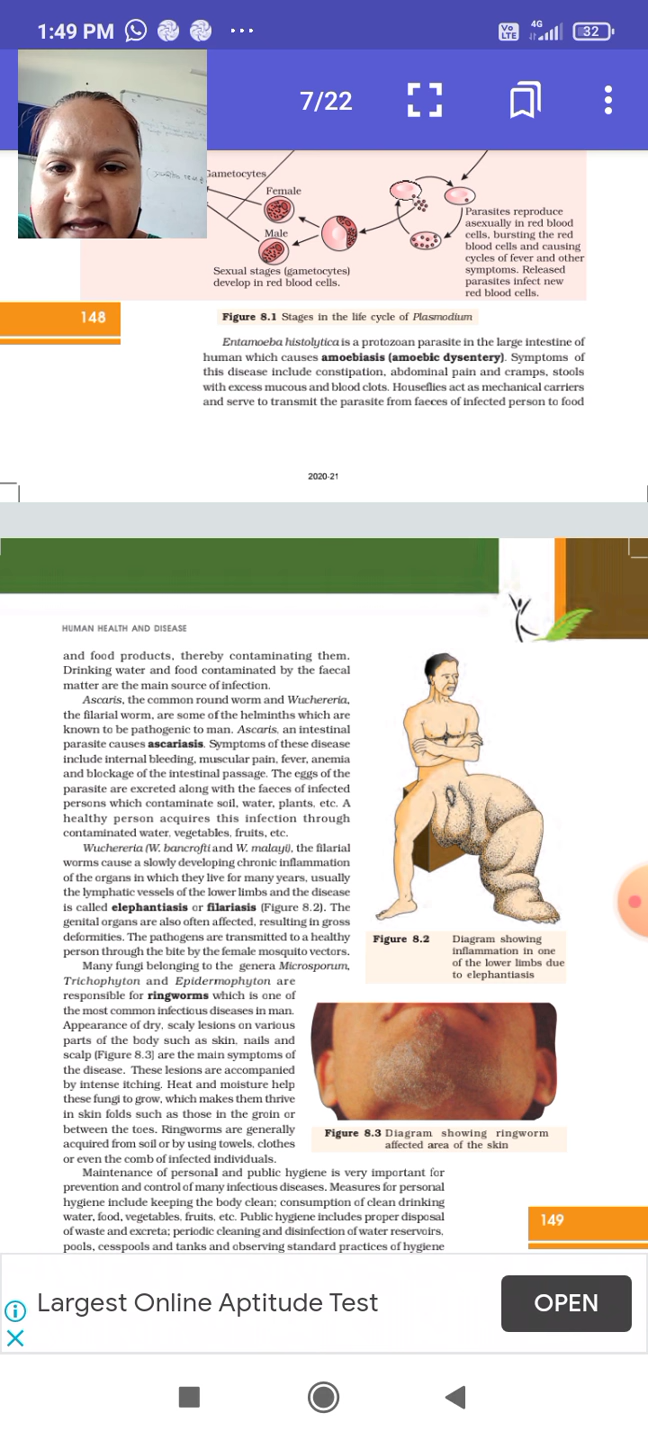 1:49 PM
Vo LTE
4G
32
7/22
Gametocytes
Female
Male
Sexual stages (gametocytes)
develop in red blood cells.
Parasites reproduce
asexually in red blood
cells, bursting the red
blood cells and causing
cycles of fever and other
symptoms. Released
parasites infect new
red blood cells.
148
Figure 8.1 Stages in the life cycle of Plasmodium
Entamoeba histolytica is a protozoan parasite in the large intestine of
human which causes amoebiasis (amoebic dysentery). Symptoms of
this disease include constipation, abdominal pain and cramps, stools
with excess mucous and blood clots. Houseflies act as mechanical carriers
and serve to transmit the parasite from faeces of infected person to food
2020-21
HUMAN HEALTH AND DISEASE
and food products, thereby contaminating them.
Drinking water and food contaminated by the faecal
matter are the main source of infection.
Ascaris, the common round worm and Wuchereria,
the filarial worm, are some of the helminths which are
known to be pathogenic to man. Ascaris, an intestinal
parasite causes ascariasis. Symptoms of these disease
include internal bleeding, muscular pain, fever, anemia
and blockage of the intestinal passage. The eggs of the
parasite are excreted along with the faeces of infected
persons which contaminate soil, water, plants, etc. A
healthy person acquires this infection through
contaminated water, vegetables, fruits, etc.
Wuchereria (W. bancrofti and W. malayi), the filarial
worms cause a slowly developing chronic inflammation
of the organs in which they live for many years, usually
the lymphatic vessels of the lower limbs and the disease
is called elephantiasis or filariasis (Figure 8.2). The
genital organs are also often affected, resulting in gross
deformities. The pathogens are transmitted to a healthy
person through the bite by the female mosquito vectors.
Figure 8.2 Diagram showing
inflammation in one
of the lower limbs due
to elephantiasis
Many fungi belonging to the genera Microsporum,
Trichophyton and Epidermophyton are
responsible for ringworms which is one of
the most common infectious diseases in man.
Appearance of dry, scaly lesions on various
parts of the body such as skin, nails and
scalp (Figure 8.3) are the main symptoms of
the disease. These lesions are accompanied
by intense itching. Heat and moisture help
these fungi to grow, which makes them thrive
in skin folds such as those in the groin or
between the toes. Ringworms are generally
acquired from soil or by using towels, clothes
or even the comb of infected individuals.
Figure 8.3 Diagram showing ringworm
affected area of the skin
Maintenance of personal and public hygiene is very important for
prevention and control of many infectious diseases. Measures for personal
hygiene include keeping the body clean; consumption of clean drinking
water, food, vegetables, fruits, etc. Public hygiene includes proper disposal
of waste and excreta; periodic cleaning and disinfection of water reservoirs,
pools, cesspools and tanks and observing standard practices of hygiene
149
Largest Online Aptitude Test
OPEN